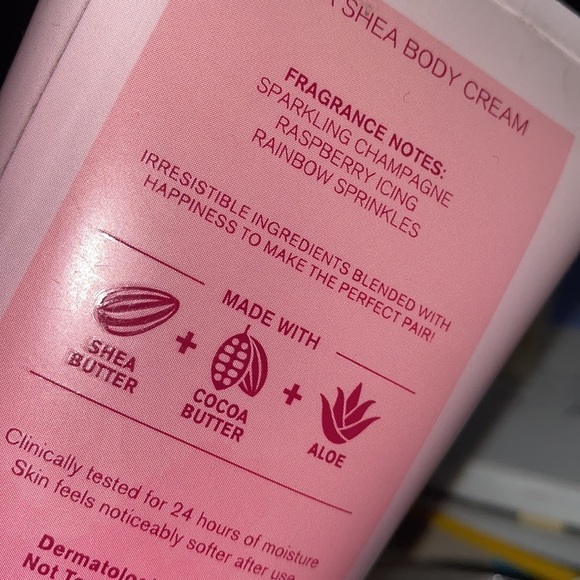 SHEA BODY CREAM
FRAGRANCE NOTES:
SPARKLING CHAMPAGNE
RASPBERRY ICING
RAINBOW SPRINKLES
IRRESISTIBLE INGREDIENTS BLENDED WITH
HAPPINESS TO MAKE THE PERFECT PAIR!
MADE WITH
SHEA
BUTTER
+
COCOA
BUTTER
+
ALOE
Clinically tested for 24 hours of moisture
Skin feels noticeably softer after use
Not